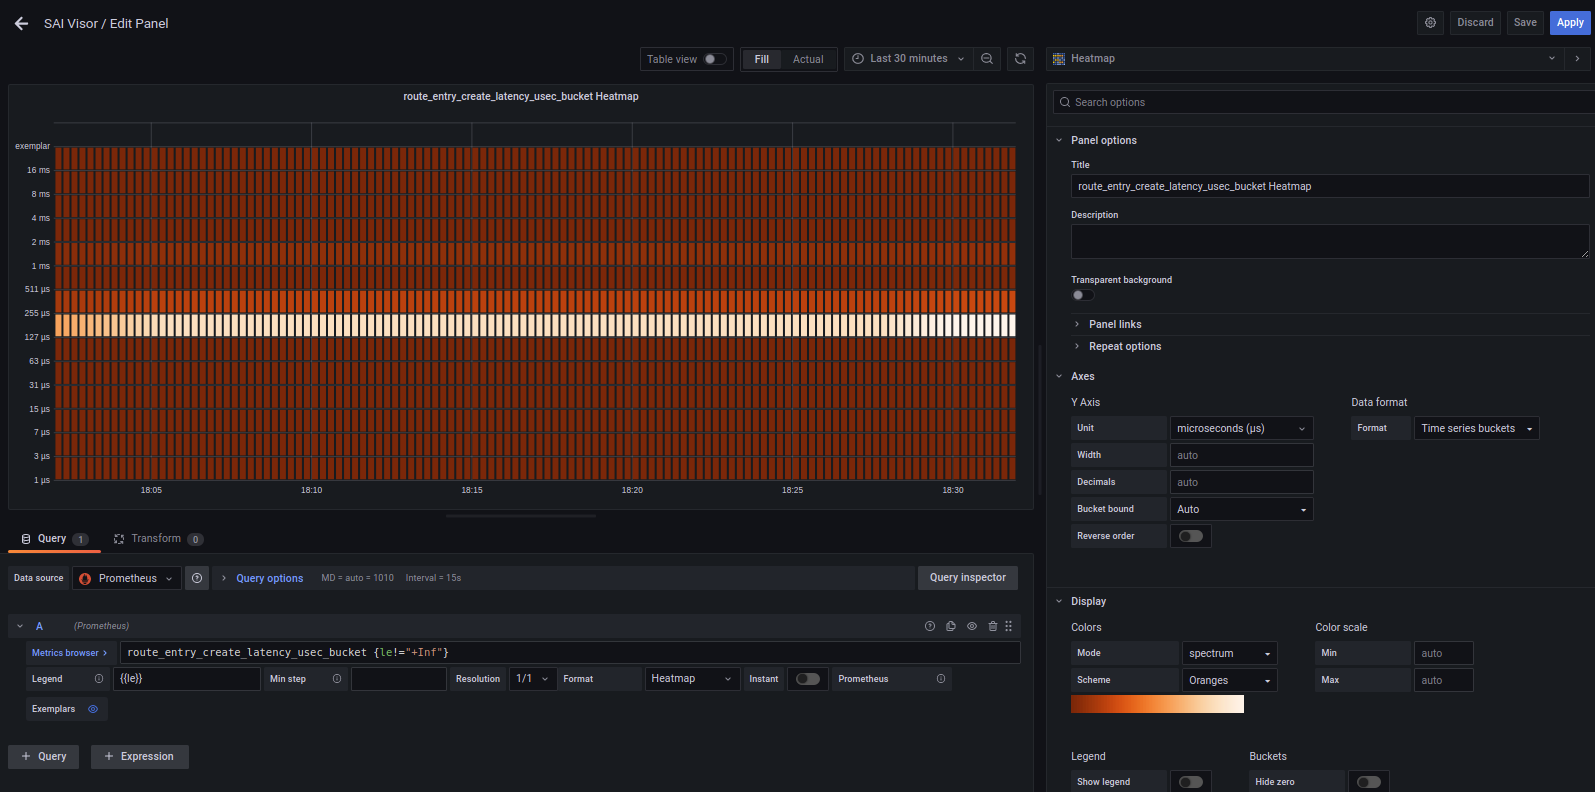 SAI Visor / Edit Panel
Discard
Save
Apply
Table view
Fill
Actual
Last 30 minutes
Heatmap
route_entry_create_latency_usec_bucket Heatmap
exemplar
16 ms
8 ms
4 ms
2 ms
1 ms
511 µs
255 µs
127 µs
63 µs
31 µs
15 µs
7 µs
3 µs
1 µs
18:05
18:10
18:15
18:20
18:25
18:30
Query 1
Transform 0
Data source
Prometheus
Query options
MD = auto = 1010
Interval = 15s
Query inspector
A
(Prometheus)
Metrics browser >
route_entry_create_latency_usec_bucket {le!="+Inf"}
Legend
{{le}}
Min step
Resolution
1/1
Format
Heatmap
Instant
Prometheus
Exemplars
+ Query
+ Expression
Search options
Panel options
Title
route_entry_create_latency_usec_bucket Heatmap
Description
Transparent background
Panel links
Repeat options
Axes
Y Axis
Data format
Unit
microseconds (µs)
Format
Time series buckets
Width
auto
Decimals
auto
Bucket bound
Auto
Reverse order
Display
Colors
Color scale
Mode
spectrum
Min
auto
Scheme
Oranges
Max
auto
Legend
Buckets
Show legend
Hide zero